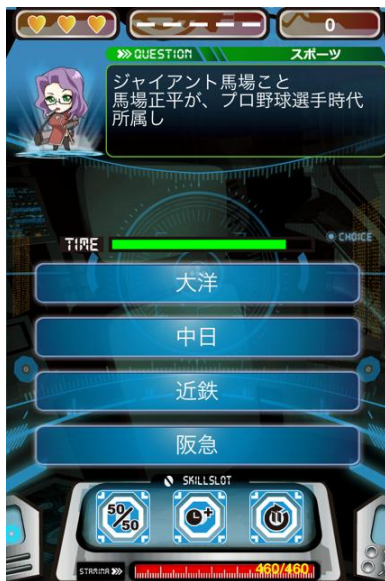 0
QUESTION
スポーツ
ジャイアント馬場こと
馬場正平が、プロ野球選手時代
所属し
TIME
CHOICE
大洋
中日
近鉄
阪急
SKILLSLOT
50/50
STAMINA
460/460